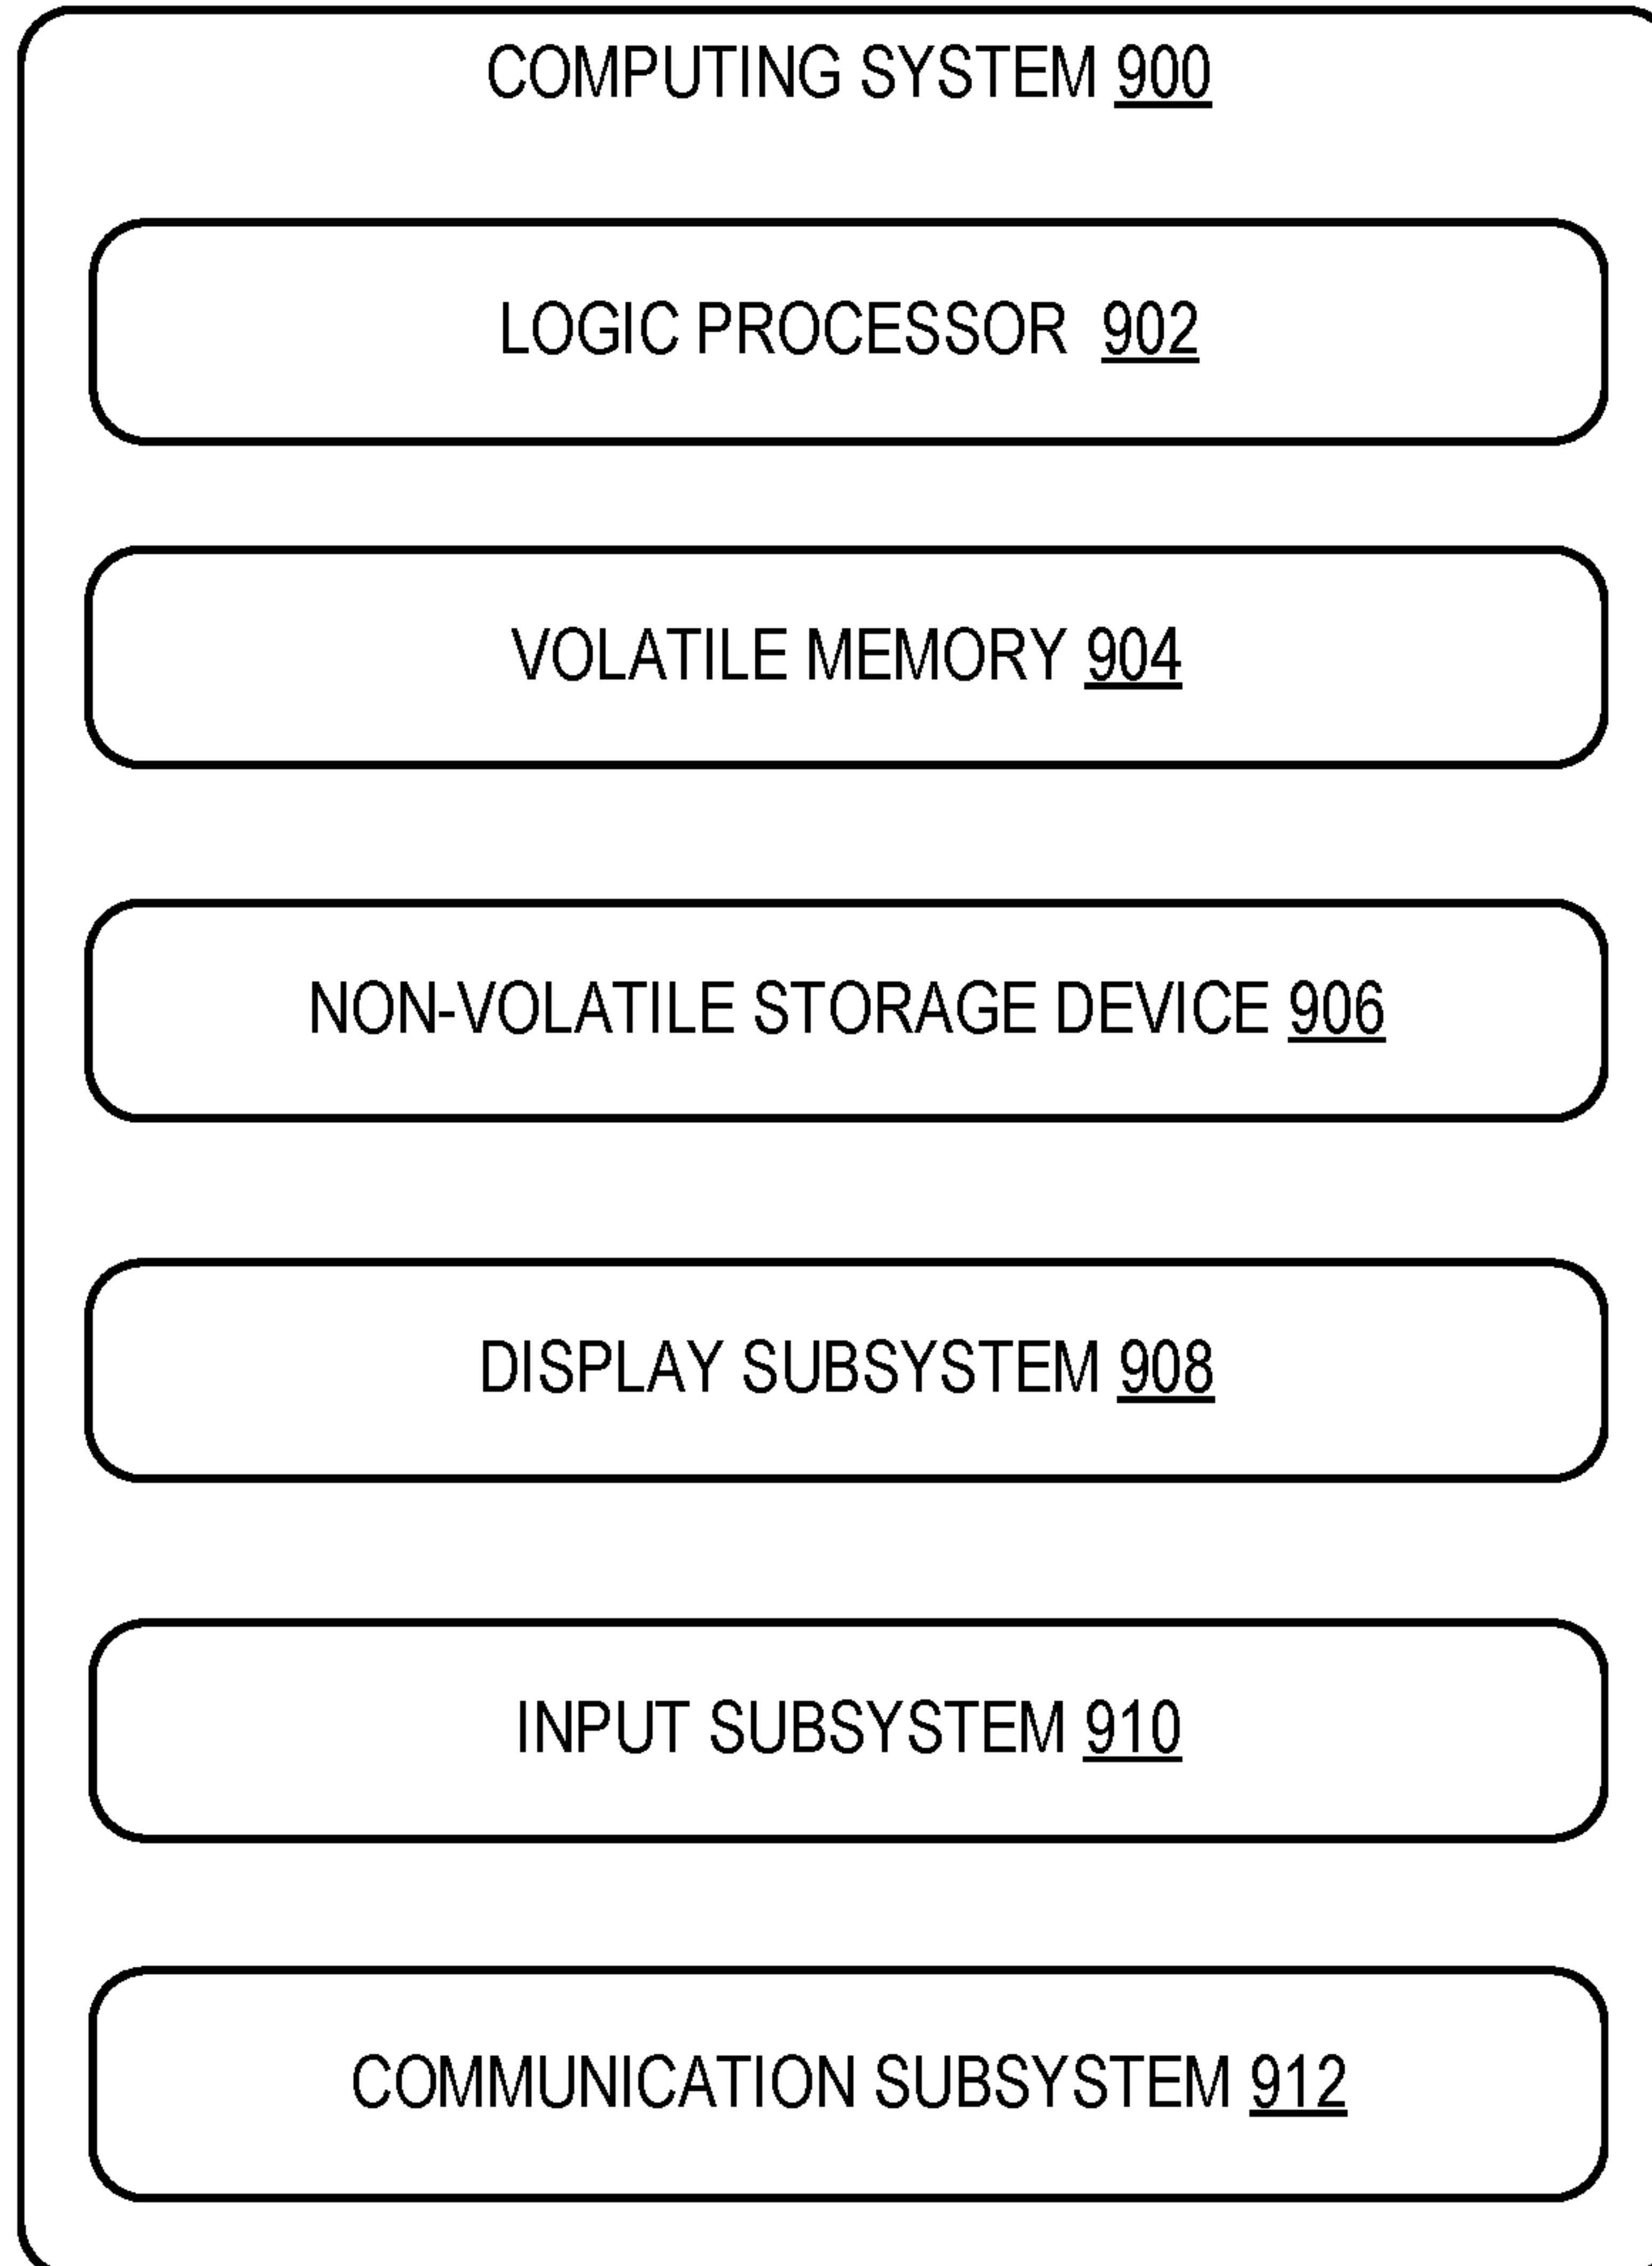 COMPUTING SYSTEM 900
LOGIC PROCESSOR 902
VOLATILE MEMORY 904
NON-VOLATILE STORAGE DEVICE 906
DISPLAY SUBSYSTEM 908
INPUT SUBSYSTEM 910
COMMUNICATION SUBSYSTEM 912